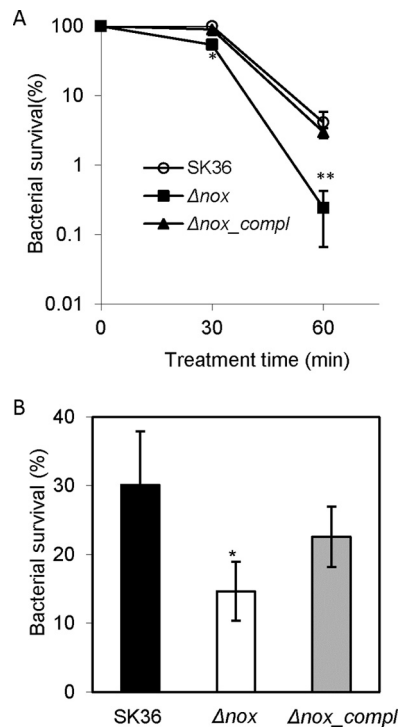 A
Bacterial survival(%)
100
10
1
0.1
0.01
SK36
Δnox
Δnox_compl
*
**
0 30 60
Treatment time (min)
B
Bacterial survival (%)
40
30
20
10
0
*
SK36 Δnox Δnox_compl